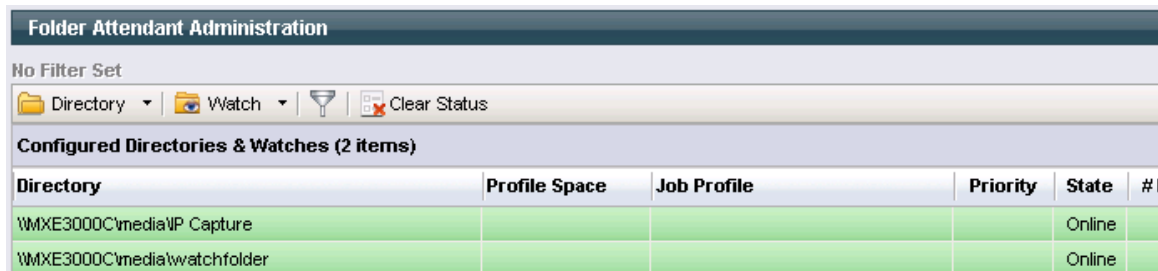 Folder Attendant Administration
No Filter Set
Directory Watch Clear Status
Configured Directories & Watches (2 items)
Directory Profile Space Job Profile Priority State #
\\MXE3000C\media\IP Capture Online
\\MXE3000C\media\watchfolder Online